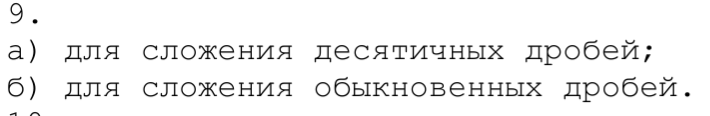 9.
а) для сложения десятичных дробей;
б) для сложения обыкновенных дробей.